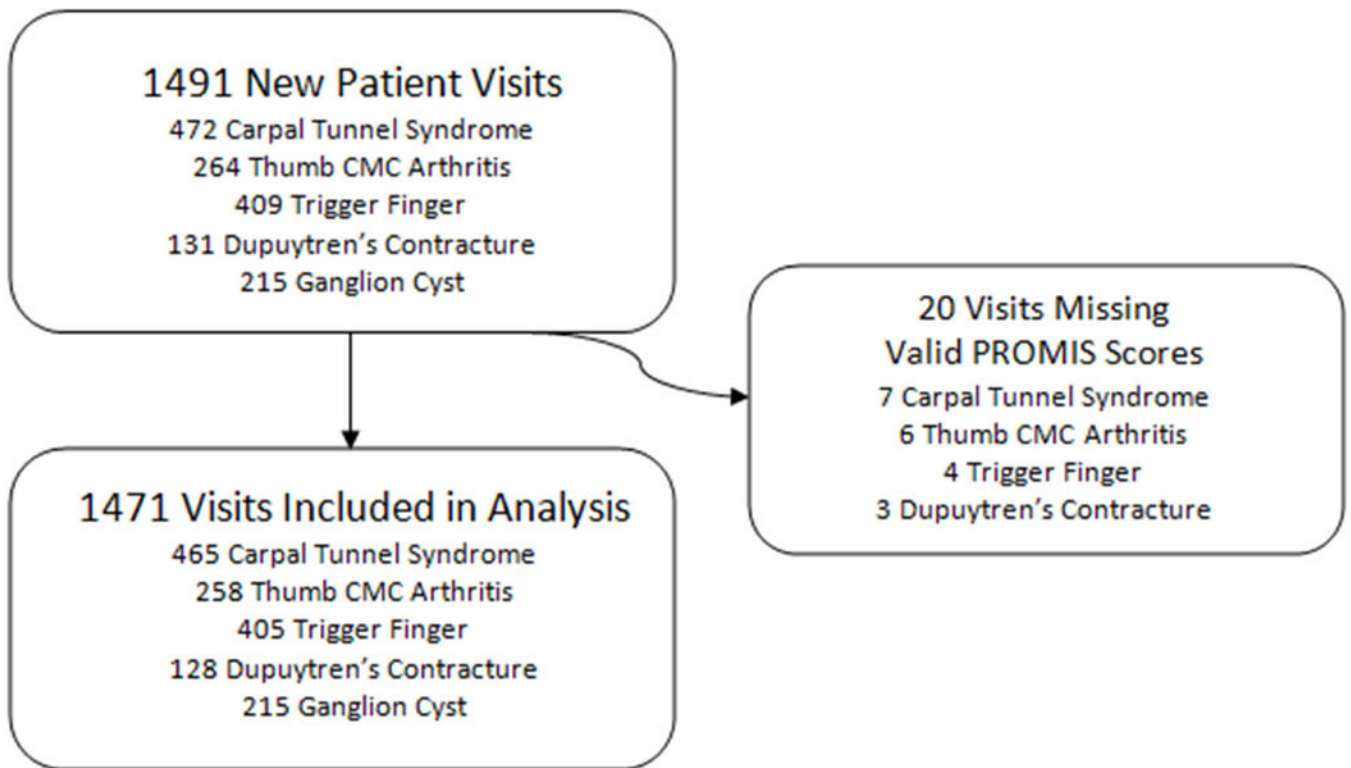 1491 New Patient Visits
472 Carpal Tunnel Syndrome
264 Thumb CMC Arthritis
409 Trigger Finger
131 Dupuytren’s Contracture
215 Ganglion Cyst
20 Visits Missing
Valid PROMIS Scores
7 Carpal Tunnel Syndrome
6 Thumb CMC Arthritis
4 Trigger Finger
3 Dupuytren’s Contracture
1471 Visits Included in Analysis
465 Carpal Tunnel Syndrome
258 Thumb CMC Arthritis
405 Trigger Finger
128 Dupuytren’s Contracture
215 Ganglion Cyst